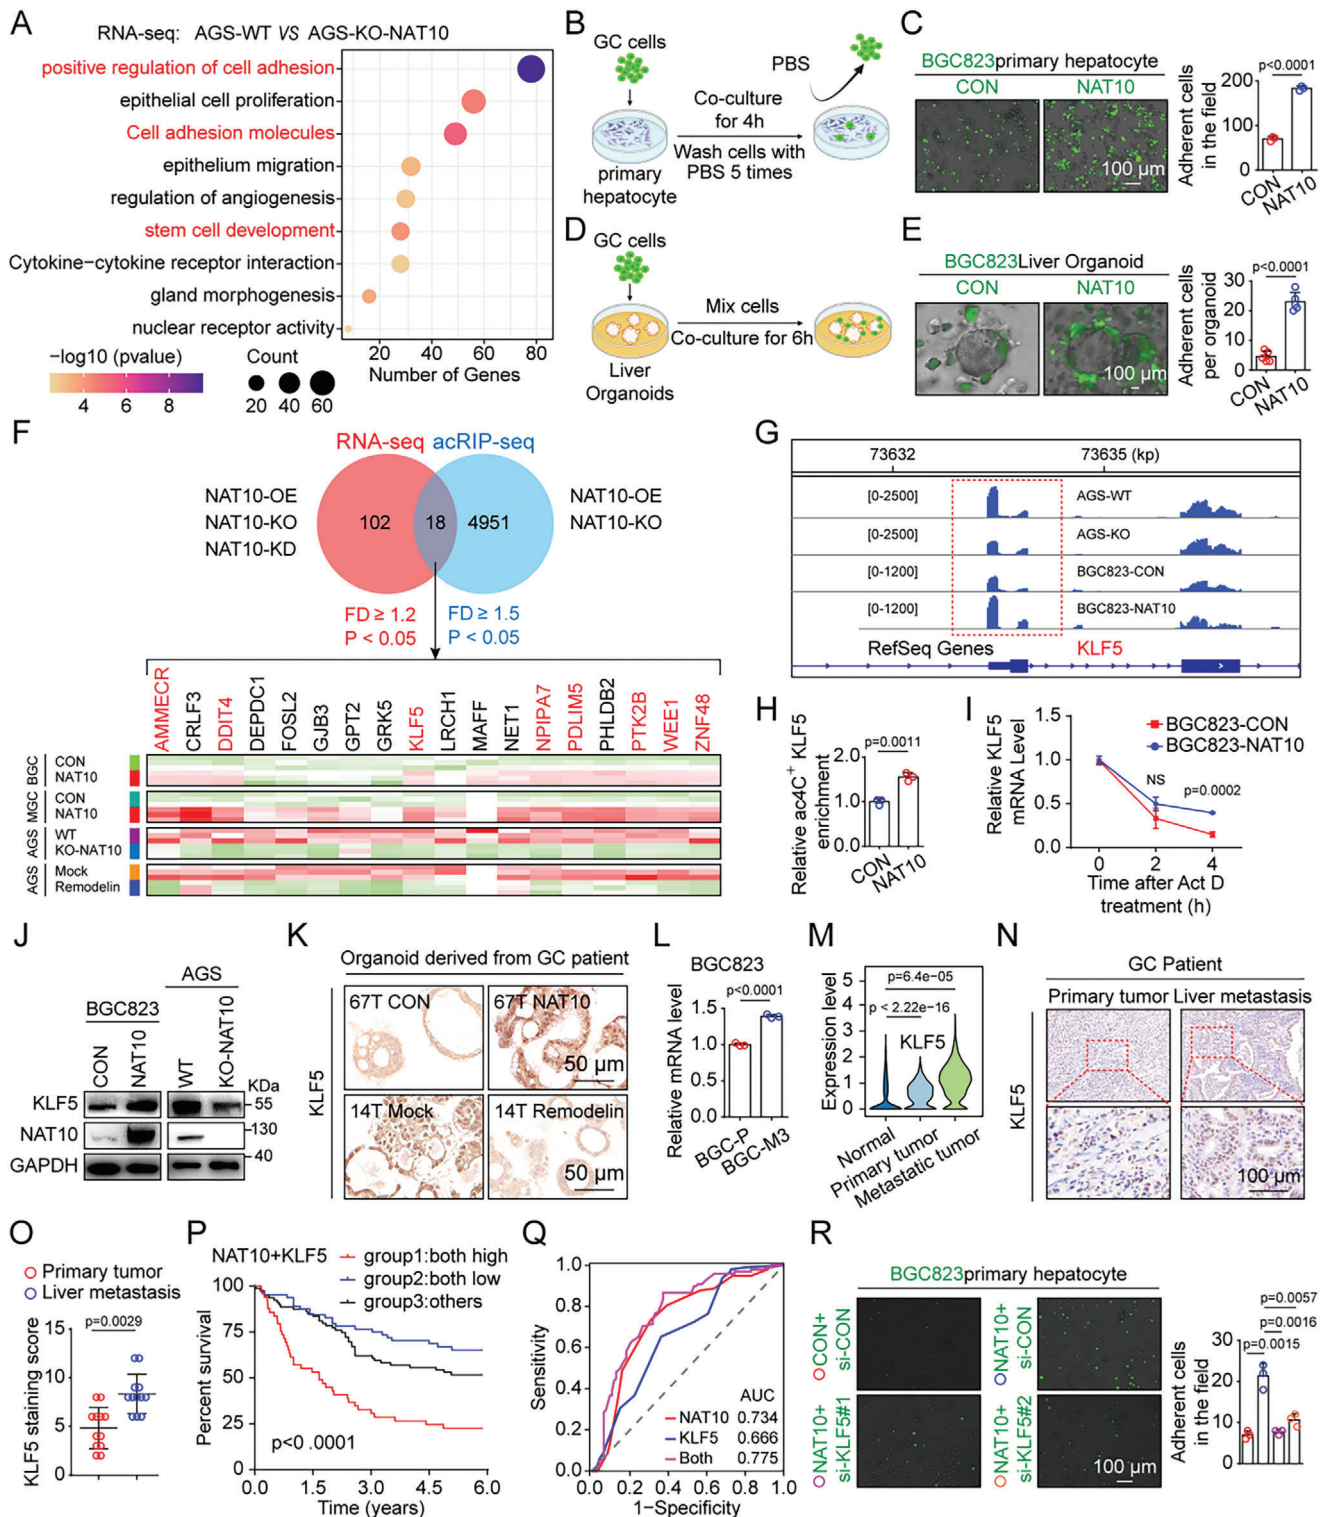 A
RNA-seq: AGS-WT VS AGS-KO-NAT10
positive regulation of cell adhesion
epithelial cell proliferation
Cell adhesion molecules
epithelium migration
regulation of angiogenesis
stem cell development
Cytokine−cytokine receptor interaction
gland morphogenesis
nuclear receptor activity
20 40 60 80
Number of Genes
−log10 (pvalue)
4 6 8
Count
20 40 60
B
GC cells
PBS
Co-culture
for 4h
Wash cells with
PBS 5 times
primary
hepatocyte
C
BGC823primary hepatocyte
CON NAT10
100 µm
Adherent cells
in the field
p<0.0001
200
100
0
CON
NAT10
D
GC cells
Mix cells
Co-culture for 6h
Liver
Organoids
E
BGC823Liver Organoid
CON NAT10
100 µm
Adherent cells
per organoid
p<0.0001
30
20
10
0
CON
NAT10
F
RNA-seq acRIP-seq
NAT10-OE
NAT10-KO
NAT10-KD
102 18 4951
NAT10-OE
NAT10-KO
FD ≥ 1.2
P < 0.05
FD ≥ 1.5
P < 0.05
AMMECR
CRLF3
DDIT4
DEPDC1
FOSL2
GJB3
GPT2
GRK5
KLF5
LRCH1
MAFF
NET1
NPIPA7
PDLIM5
PHLDB2
PTK2B
WEE1
ZNF48
BGC
CON
NAT10
MGC
CON
NAT10
AGS
WT
KO-NAT10
AGS
Mock
Remodelin
G
73632 73635 (kp)
[0-2500] AGS-WT
[0-2500] AGS-KO
[0-1200] BGC823-CON
[0-1200] BGC823-NAT10
RefSeq Genes KLF5
H
Relative ac4C+ KLF5
enrichment
p=0.0011
2.0
1.0
0.0
CON
NAT10
I
Relative KLF5
mRNA Level
1.5
1.0
0.5
0.0
BGC823-CON
BGC823-NAT10
NS
p=0.0002
0 2 4
Time after Act D
treatment (h)
J
AGS
BGC823
CON
NAT10
WT
KO-NAT10
KDa
KLF5 55
NAT10 130
GAPDH 40
K
Organoid derived from GC patient
KLF5
67T CON 67T NAT10
50 µm
14T Mock 14T Remodelin
50 µm
L
BGC823
p<0.0001
Relative mRNA level
1.5
1.0
0.5
0.0
BGC-P
BGC-M3
M
Expression level
5
4
3
2
1
0
p=6.4e−05
p < 2.22e−16
KLF5
Normal
Primary tumor
Metastatic tumor
N
GC Patient
Primary tumor Liver metastasis
KLF5
100 µm
O
Primary tumor
Liver metastasis
p=0.0029
KLF5 staining score
15
10
5
0
P
NAT10+KLF5
group1:both high
group2:both low
group3:others
Percent survival
100
75
50
25
0
p<0 .0001
0.0 1.5 3.0 4.5 6.0
Time (years)
Q
Sensitivity
1.0
0.8
0.6
0.4
0.2
0.0
AUC
NAT10 0.734
KLF5 0.666
Both 0.775
0.0 0.2 0.4 0.6 0.8 1.0
1−Specificity
R
BGC823primary hepatocyte
CON+
si-CON
NAT10+
si-CON
NAT10+
si-KLF5#1
NAT10+
si-KLF5#2
100 µm
Adherent cells
in the field
p=0.0057
p=0.0016
p=0.0015
30
20
10
0